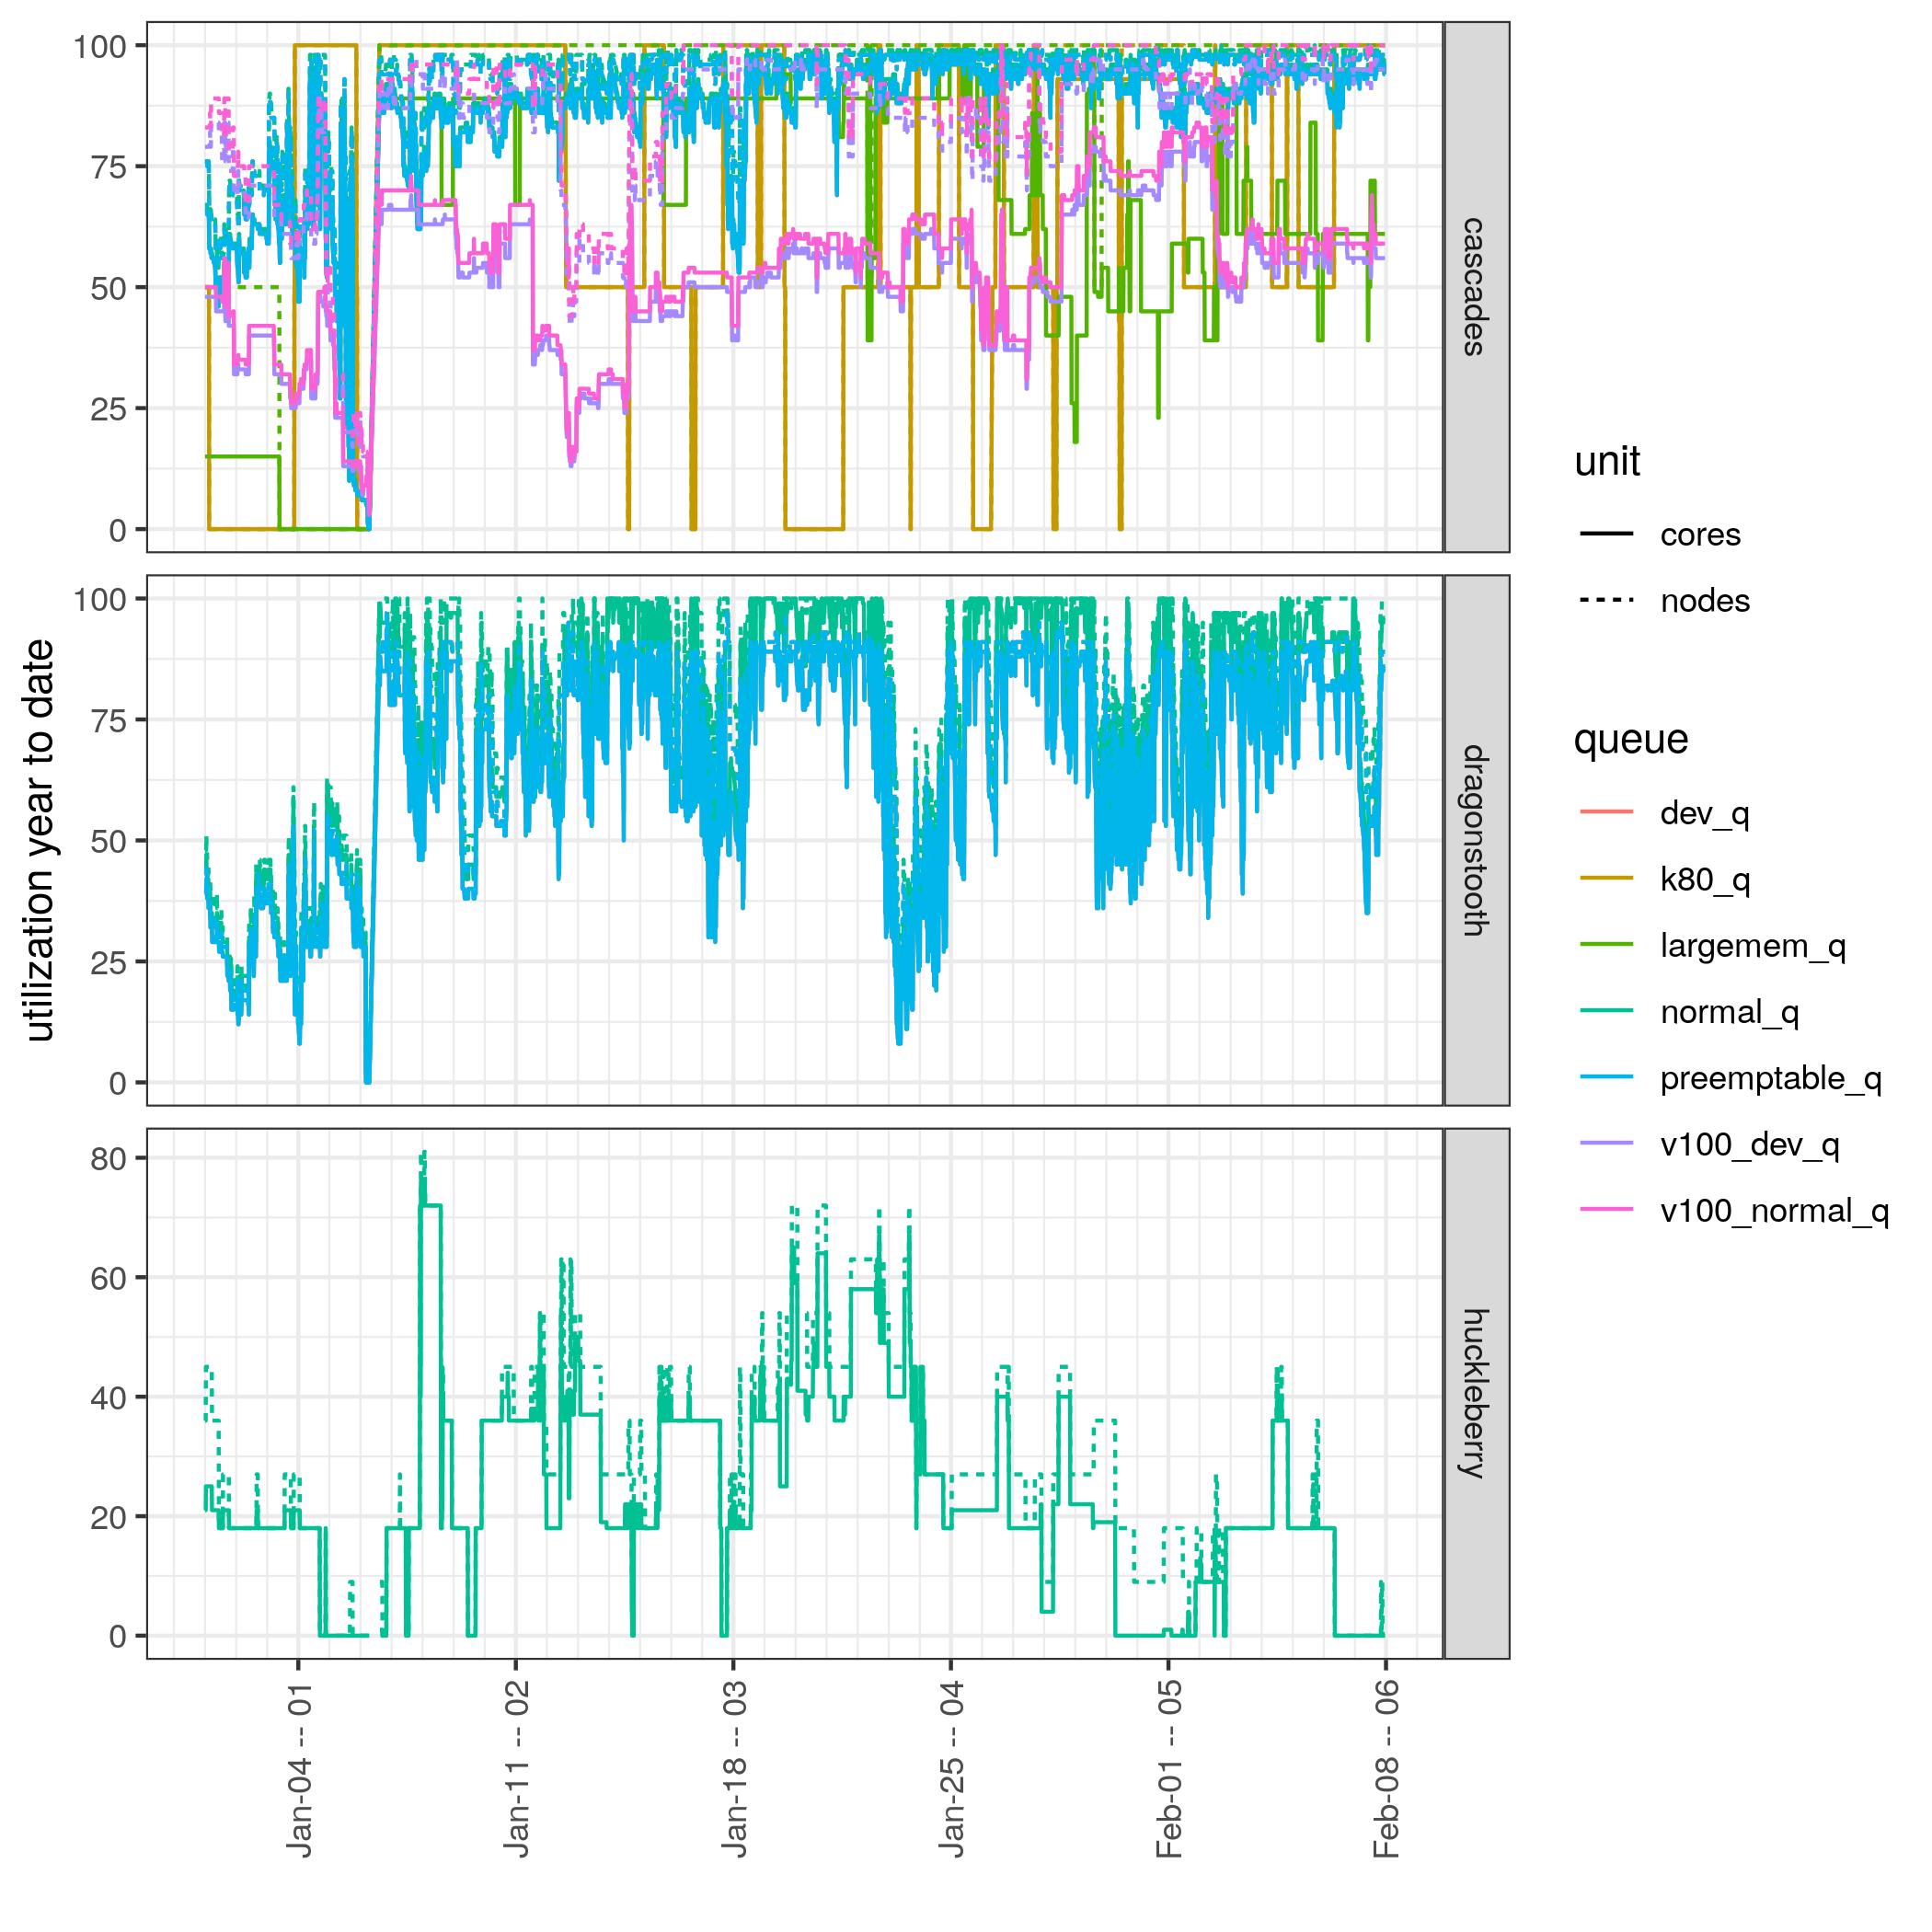 utilization year to date
100
75
50
25
0
cascades
100
75
50
25
0
dragonstooth
80
60
40
20
0
huckleberry
Jan-04 -- 01
Jan-11 -- 02
Jan-18 -- 03
Jan-25 -- 04
Feb-01 -- 05
Feb-08 -- 06
unit
cores
nodes
queue
dev_q
k80_q
largemem_q
normal_q
preemptable_q
v100_dev_q
v100_normal_q